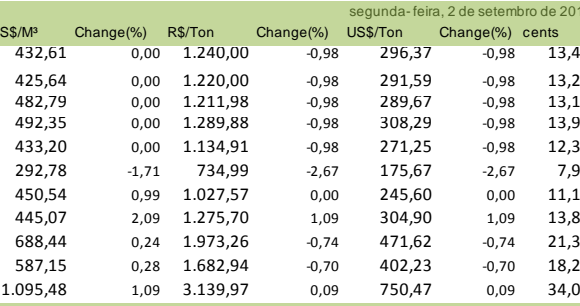 segunda-feira, 2 de setembro de 201
S$/M³ Change(%) R$/Ton Change(%) US$/Ton Change(%) cents
432,61 0,00 1.240,00 -0,98 296,37 -0,98 13,4
425,64 0,00 1.220,00 -0,98 291,59 -0,98 13,2
482,79 0,00 1.211,98 -0,98 289,67 -0,98 13,1
492,35 0,00 1.289,88 -0,98 308,29 -0,98 13,9
433,20 0,00 1.134,91 -0,98 271,25 -0,98 12,3
292,78 -1,71 734,99 -2,67 175,67 -2,67 7,9
450,54 0,99 1.027,57 0,00 245,60 0,00 11,1
445,07 2,09 1.275,70 1,09 304,90 1,09 13,8
688,44 0,24 1.973,26 -0,74 471,62 -0,74 21,3
587,15 0,28 1.682,94 -0,70 402,23 -0,70 18,2
1.095,48 1,09 3.139,97 0,09 750,47 0,09 34,0